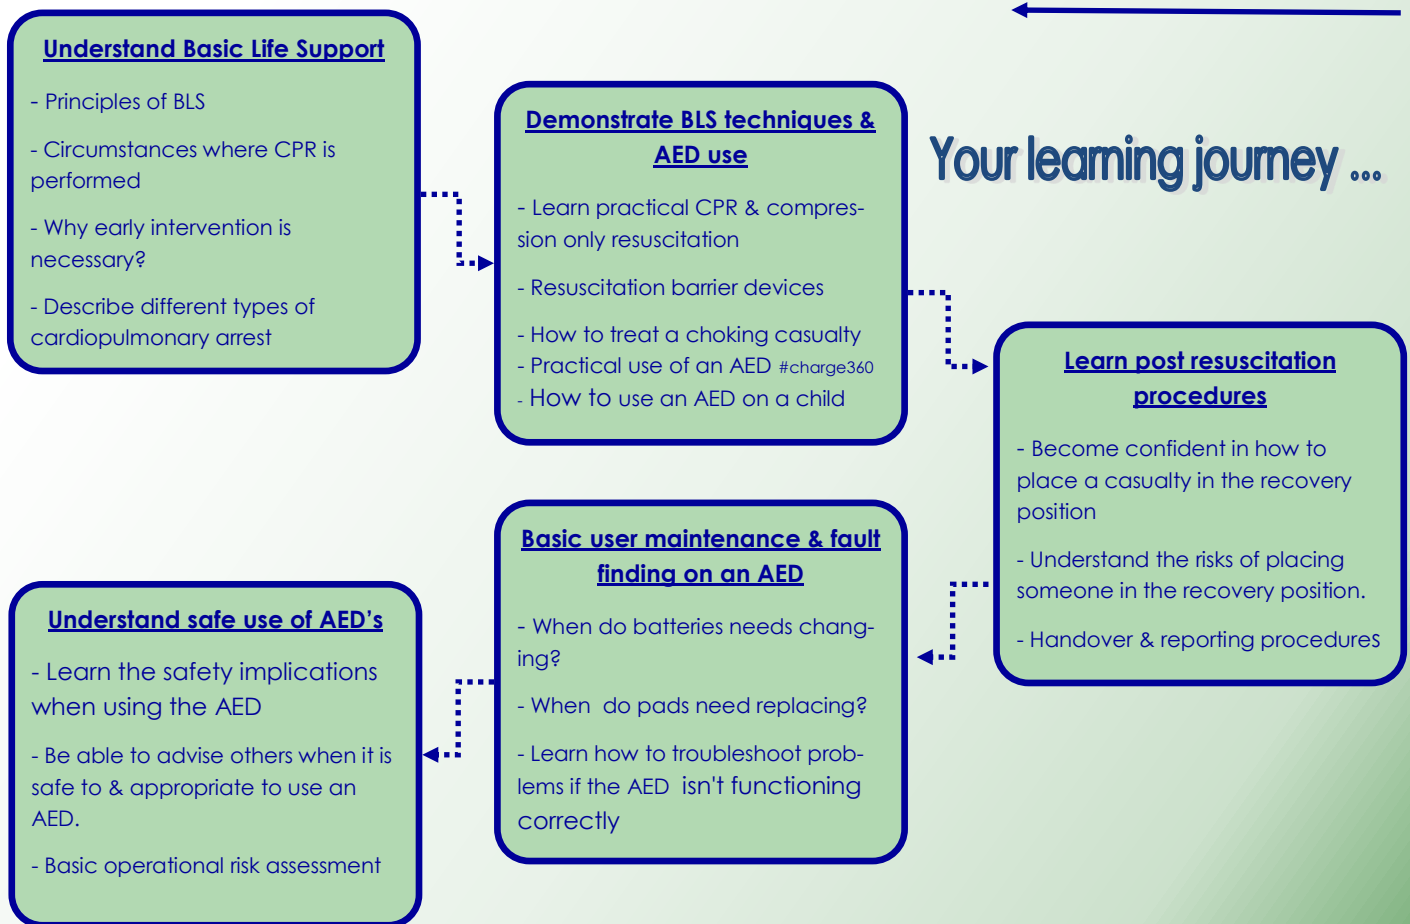 Understand Basic Life Support
- Principles of BLS
- Circumstances where CPR is
performed
- Why early intervention is
necessary?
- Describe different types of
cardiopulmonary arrest
Demonstrate BLS techniques &
AED use
- Learn practical CPR & compres-
sion only resuscitation
- Resuscitation barrier devices
- How to treat a choking casualty
- Practical use of an AED #charge360
- How to use an AED on a child
Your learning journey ...
Learn post resuscitation
procedures
- Become confident in how to
place a casualty in the recovery
position
- Understand the risks of placing
someone in the recovery position.
- Handover & reporting procedures
Basic user maintenance & fault
finding on an AED
- When do batteries needs chang-
ing?
- When do pads need replacing?
- Learn how to troubleshoot prob-
lems if the AED isn't functioning
correctly
Understand safe use of AED’s
- Learn the safety implications
when using the AED
- Be able to advise others when it is
safe to & appropriate to use an
AED.
- Basic operational risk assessment